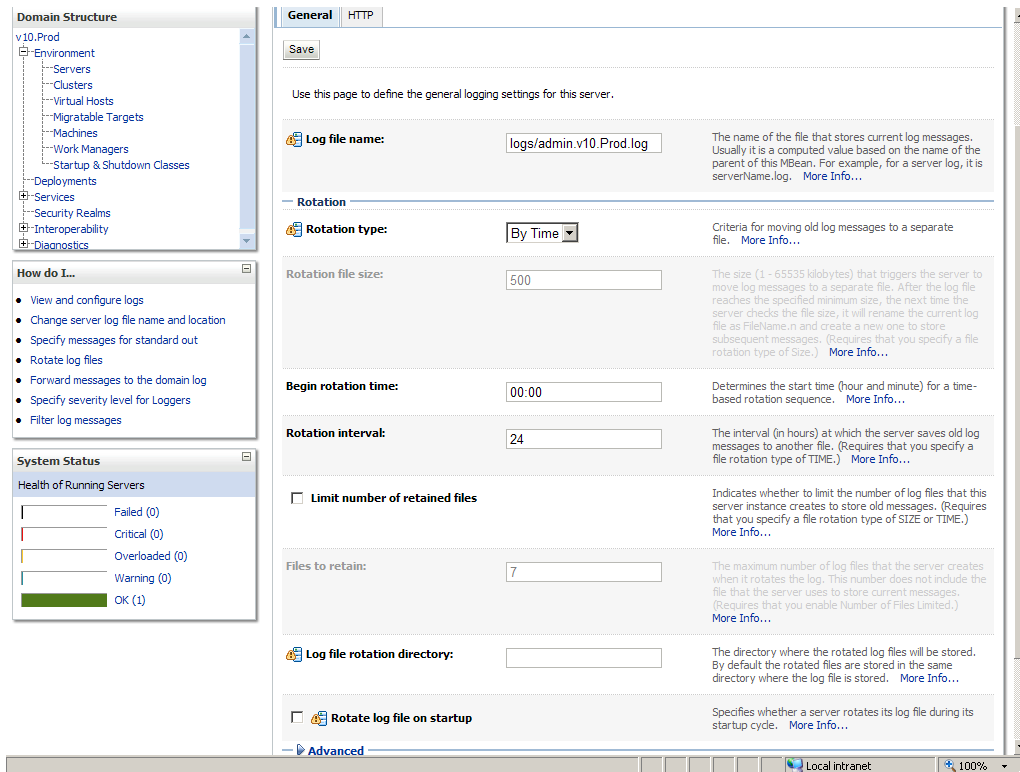 Domain Structure
v10.Prod
Environment
Servers
Clusters
Virtual Hosts
Migratable Targets
Machines
Work Managers
Startup & Shutdown Classes
Deployments
Services
Security Realms
Interoperability
Diagnostics
How do I...
View and configure logs
Change server log file name and location
Specify messages for standard out
Rotate log files
Forward messages to the domain log
Specify severity level for Loggers
Filter log messages
System Status
Health of Running Servers
Failed (0)
Critical (0)
Overloaded (0)
Warning (0)
OK (1)
General HTTP
Save
Use this page to define the general logging settings for this server.
Log file name:
logs/admin.v10.Prod.log
The name of the file that stores current log messages.
Usually it is a computed value based on the name of the
parent of this MBean. For example, for a server log, it is
serverName.log. More Info...
Rotation
Rotation type:
By Time
Criteria for moving old log messages to a separate
file. More Info...
Rotation file size:
500
The size (1 - 65535 kilobytes) that triggers the server to
move log messages to a separate file. After the log file
reaches the specified minimum size, the next time the
server checks the file size, it will rename the current log
file as FileName.n and create a new one to store
subsequent messages. (Requires that you specify a file
rotation type of Size.) More Info...
Begin rotation time:
00:00
Determines the start time (hour and minute) for a time-
based rotation sequence. More Info...
Rotation interval:
24
The interval (in hours) at which the server saves old log
messages to another file. (Requires that you specify a
file rotation type of TIME.) More Info...
Limit number of retained files
Indicates whether to limit the number of log files that this
server instance creates to store old messages. (Requires
that you specify a file rotation type of SIZE or TIME.)
More Info...
Files to retain:
7
The maximum number of log files that the server creates
when it rotates the log. This number does not include the
file that the server uses to store current messages.
(Requires that you enable Number of Files Limited.)
More Info...
Log file rotation directory:
The directory where the rotated log files will be stored.
By default the rotated files are stored in the same
directory where the log file is stored. More Info...
Rotate log file on startup
Specifies whether a server rotates its log file during its
startup cycle. More Info...
Advanced
Local intranet
100%